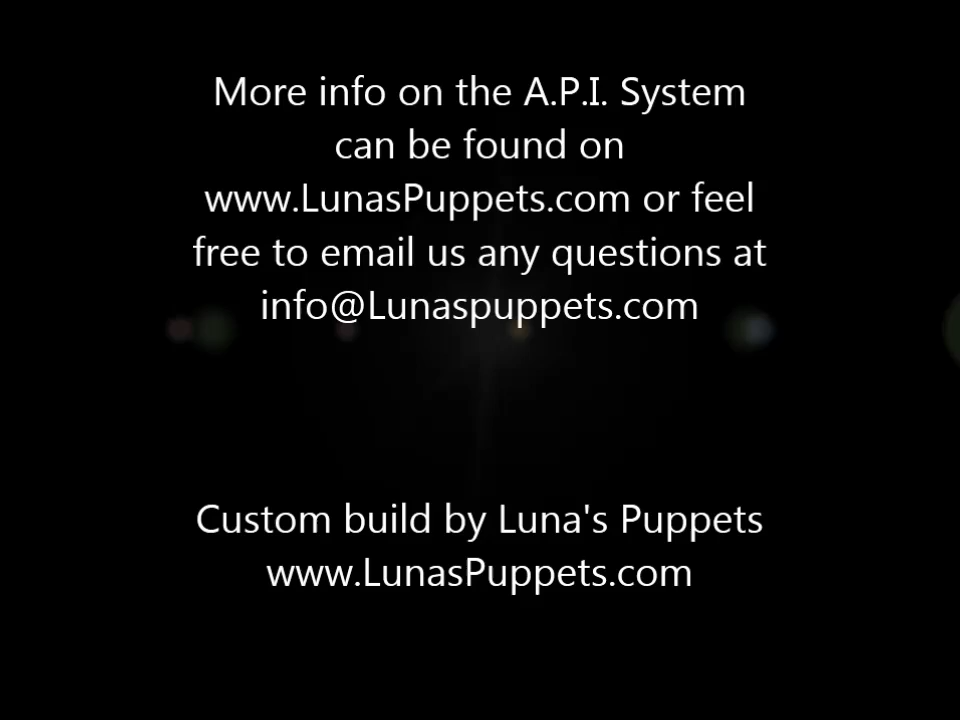 More info on the A.P.I. System
can be found on
www.LunasPuppets.com or feel
free to email us any questions at
info@Lunaspuppets.com
Custom build by Luna's Puppets
www.LunasPuppets.com